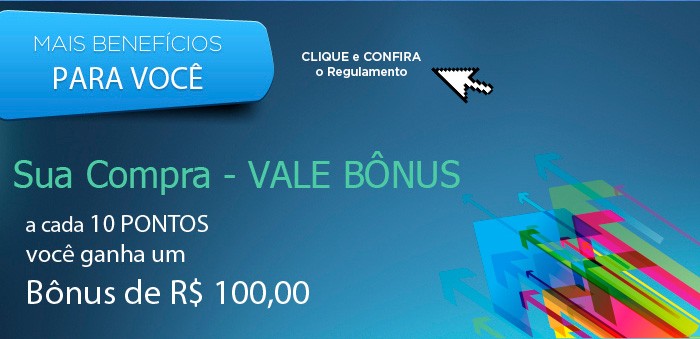 MAIS BENEFÍCIOS
PARA VOCÊ
CLIQUE e CONFIRA
o Regulamento
Sua Compra - VALE BÔNUS
a cada 10 PONTOS
você ganha um
Bônus de R$ 100,00